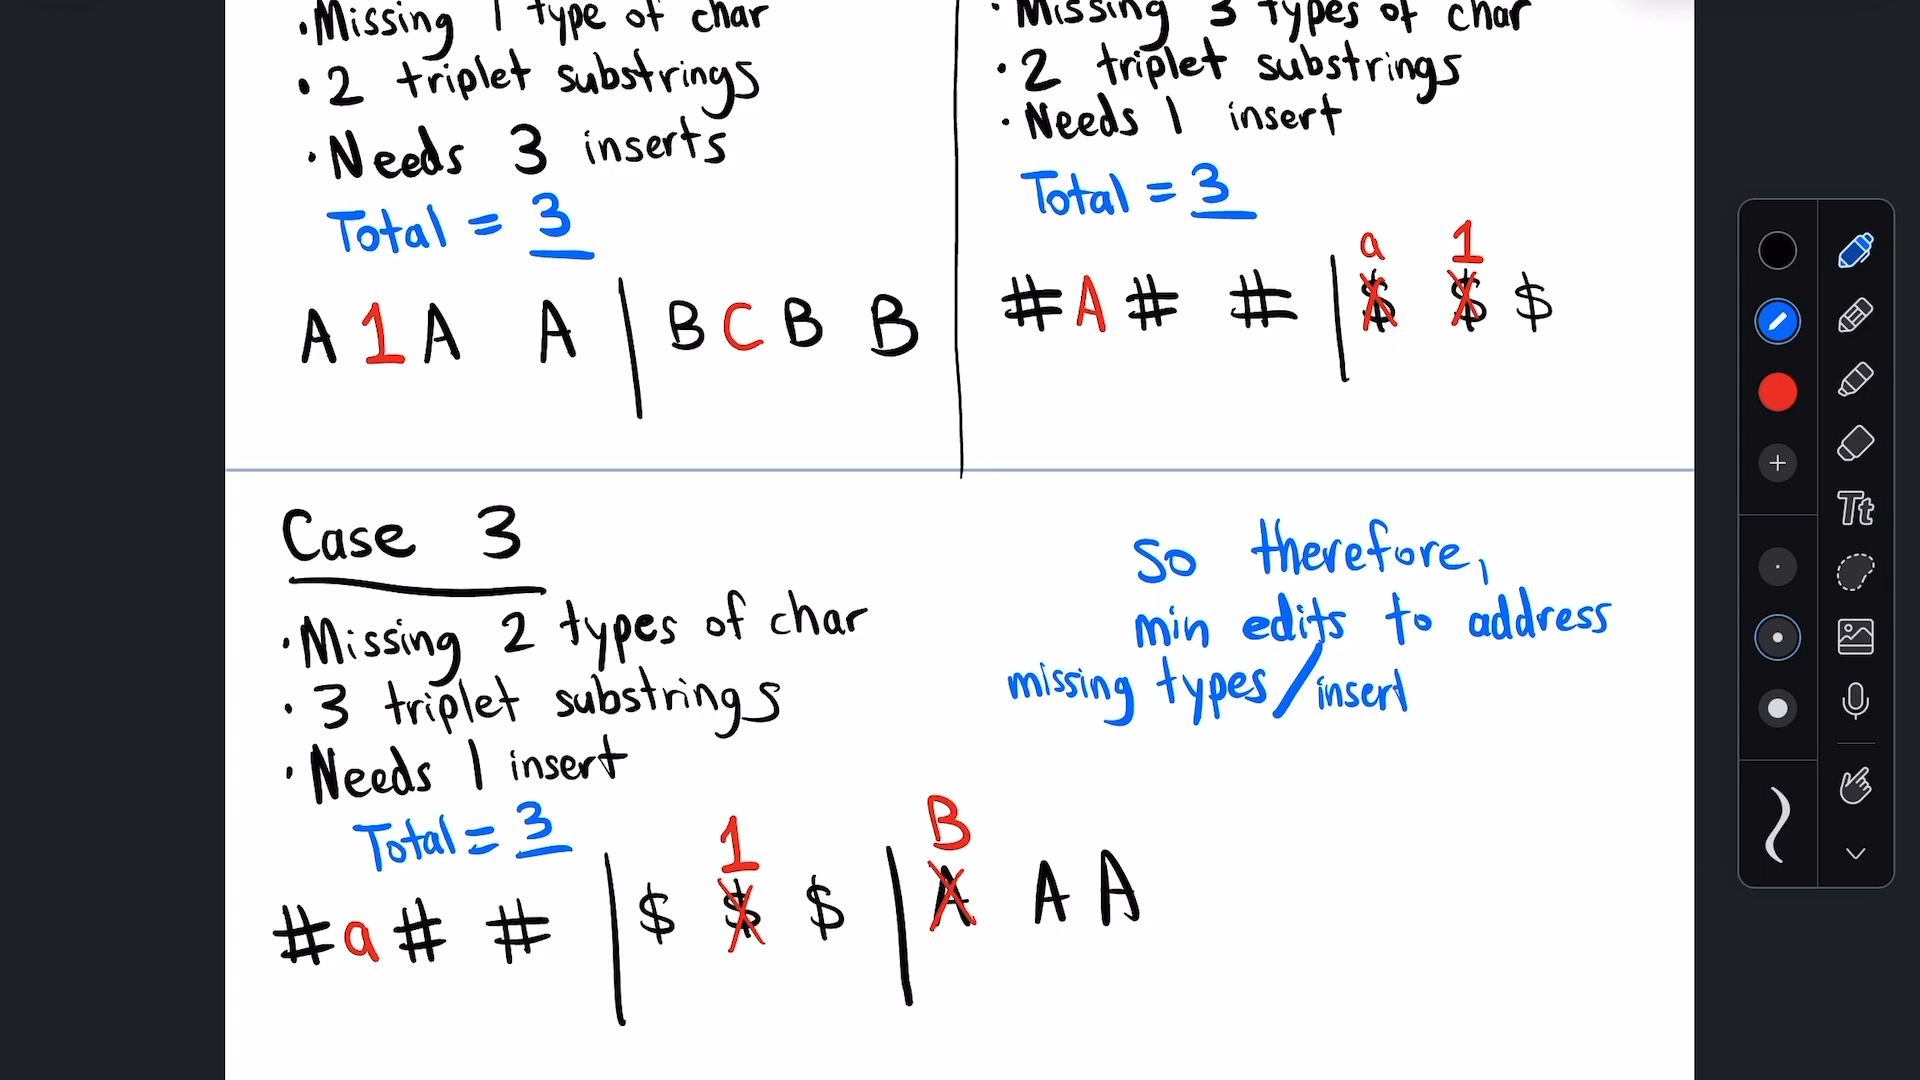 •Missing 1 type of char
•2 triplet substrings
•Needs 3 inserts
Total = 3
A 1 A A | B C B B
•Missing 3 types of char
•2 triplet substrings
•Needs 1 insert
Total = 3
a 1
# A # # | $ $ $
Case 3
•Missing 2 types of char
•3 triplet substrings
•Needs 1 insert
Total = 3
1 B
# a # # | $ $ $ | A A A
So therefore,
min edits to address
missing types/insert
Tt